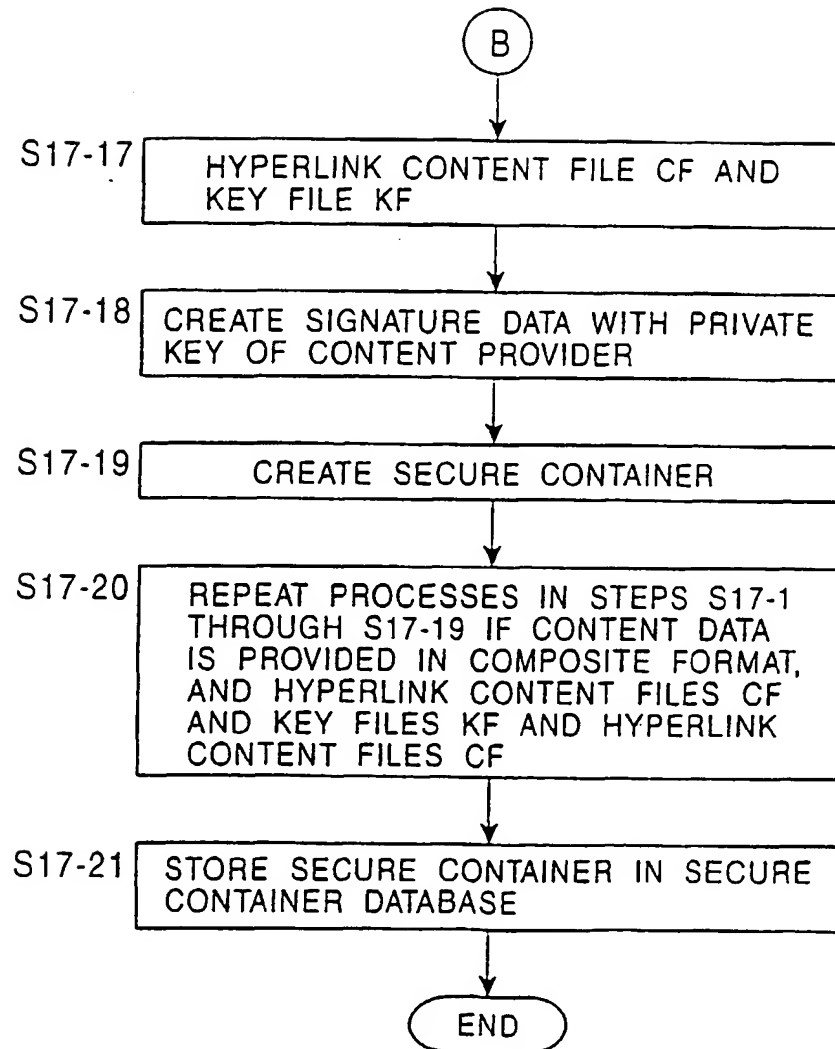 B
S17-17
HYPERLINK CONTENT FILE CF AND
KEY FILE KF
S17-18
CREATE SIGNATURE DATA WITH PRIVATE
KEY OF CONTENT PROVIDER
S17-19
CREATE SECURE CONTAINER
S17-20
REPEAT PROCESSES IN STEPS S17-1
THROUGH S17-19 IF CONTENT DATA
IS PROVIDED IN COMPOSITE FORMAT,
AND HYPERLINK CONTENT FILES CF
AND KEY FILES KF AND HYPERLINK
CONTENT FILES CF
S17-21
STORE SECURE CONTAINER IN SECURE
CONTAINER DATABASE
END